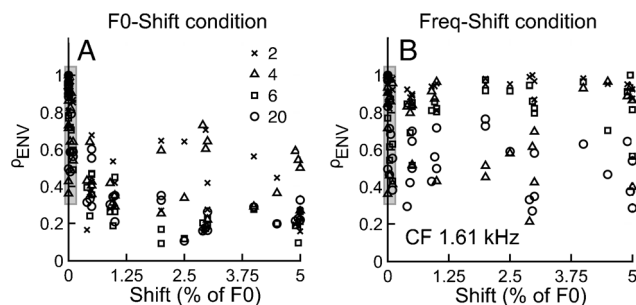 F0-Shift condition
Freq-Shift condition
A
B
2
4
6
20
ρENV
1
0.8
0.6
0.4
0.2
0
0
1.25
2.5
3.75
5
Shift (% of F0)
ρENV
1
0.8
0.6
0.4
0.2
0
CF 1.61 kHz
0
1.25
2.5
3.75
5
Shift (% of F0)